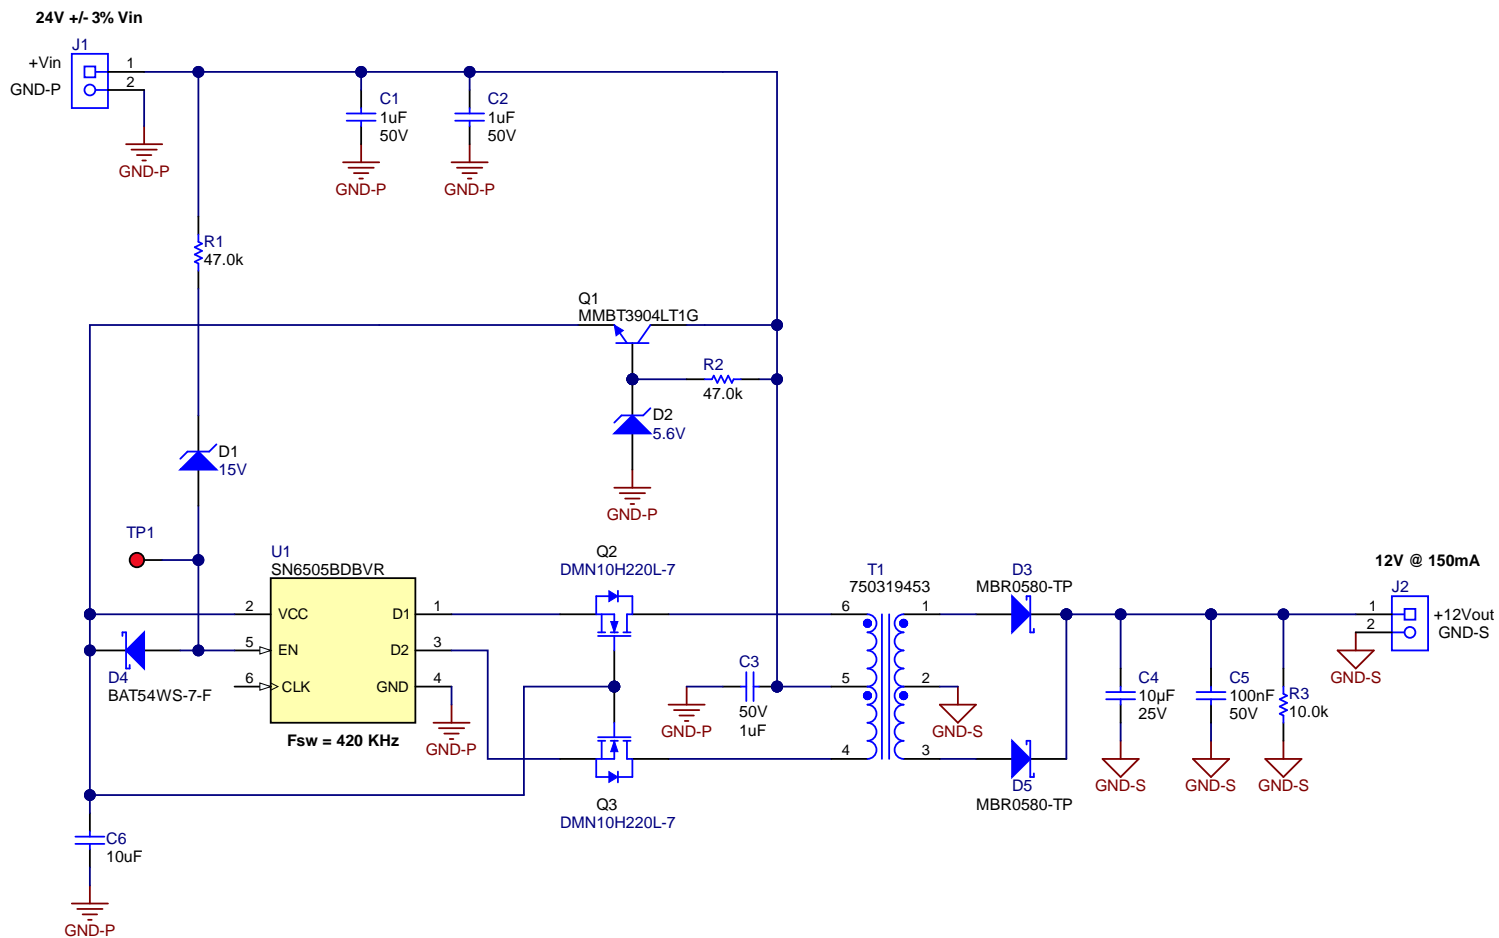 24V +/- 3% Vin
J1
+Vin
1
GND-P
2
GND-P
C1
1uF
50V
GND-P
C2
1uF
50V
GND-P
R1
47.0k
Q1
MMBT3904LT1G
R2
47.0k
D2
5.6V
GND-P
D1
15V
TP1
U1
SN6505BDBVR
2
VCC
D1
1
5
EN
D2
3
6
CLK
GND
4
Fsw = 420 KHz
GND-P
D4
BAT54WS-7-F
Q2
DMN10H220L-7
Q3
DMN10H220L-7
C3
50V
1uF
GND-P
T1
750319453
6
1
5
2
4
3
GND-S
D3
MBR0580-TP
D5
MBR0580-TP
C4
10µF
25V
GND-S
C5
100nF
50V
GND-S
R3
10.0k
GND-S
12V @ 150mA
J2
1
+12Vout
2
GND-S
GND-S
C6
10uF
GND-P